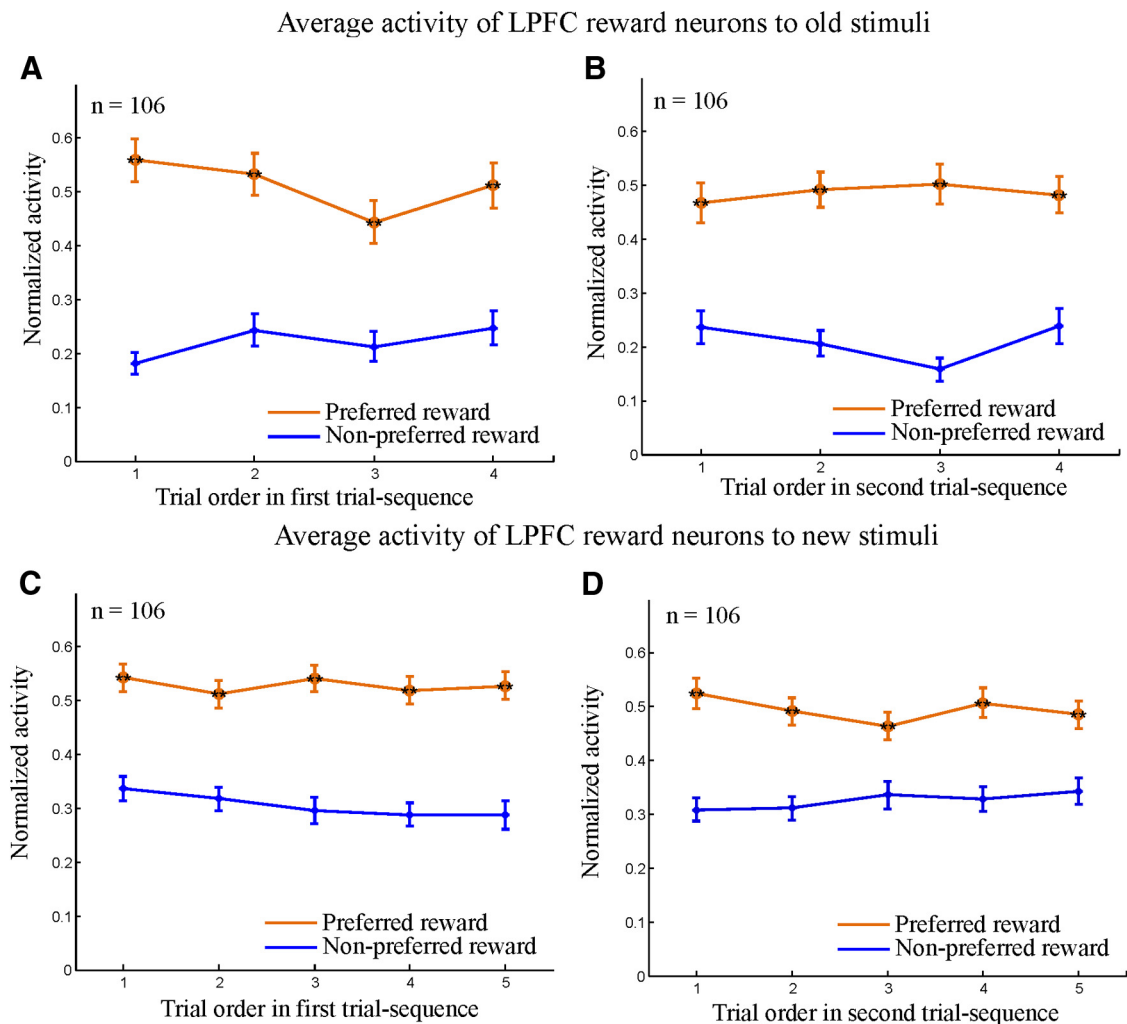 Average activity of LPFC reward neurons to old stimuli
A
n = 106
Normalized activity
0.6
0.5
0.4
0.3
0.2
0.1
0
1 2 3 4
Preferred reward
Non-preferred reward
Trial order in first trial-sequence
B
n = 106
Normalized activity
0.6
0.5
0.4
0.3
0.2
0.1
0
1 2 3 4
Preferred reward
Non-preferred reward
Trial order in second trial-sequence
Average activity of LPFC reward neurons to new stimuli
C
n = 106
Normalized activity
0.6
0.5
0.4
0.3
0.2
0.1
0
1 2 3 4 5
Preferred reward
Non-preferred reward
Trial order in first trial-sequence
D
n = 106
Normalized activity
0.6
0.5
0.4
0.3
0.2
0.1
0
1 2 3 4 5
Preferred reward
Non-preferred reward
Trial order in second trial-sequence